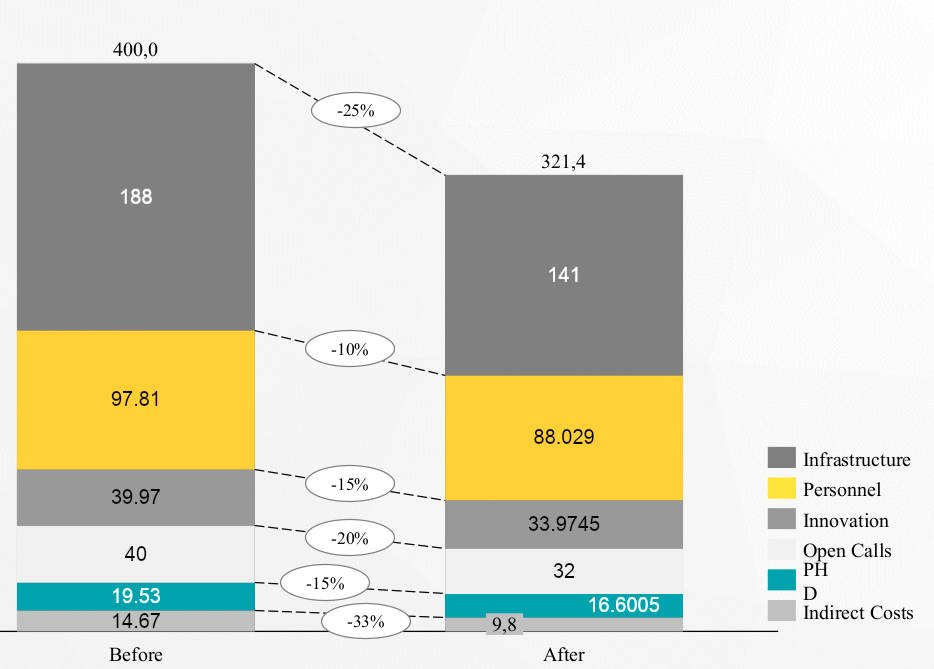 400,0
-25%
321,4
188
141
-10%
97.81
88.029
Infrastructure
-15%
Personnel
39.97
33.9745
Innovation
-20%
40
32
Open Calls
-15%
PH
D
19.53
16.6005
14.67
-33%
9,8
Indirect Costs
Before
After